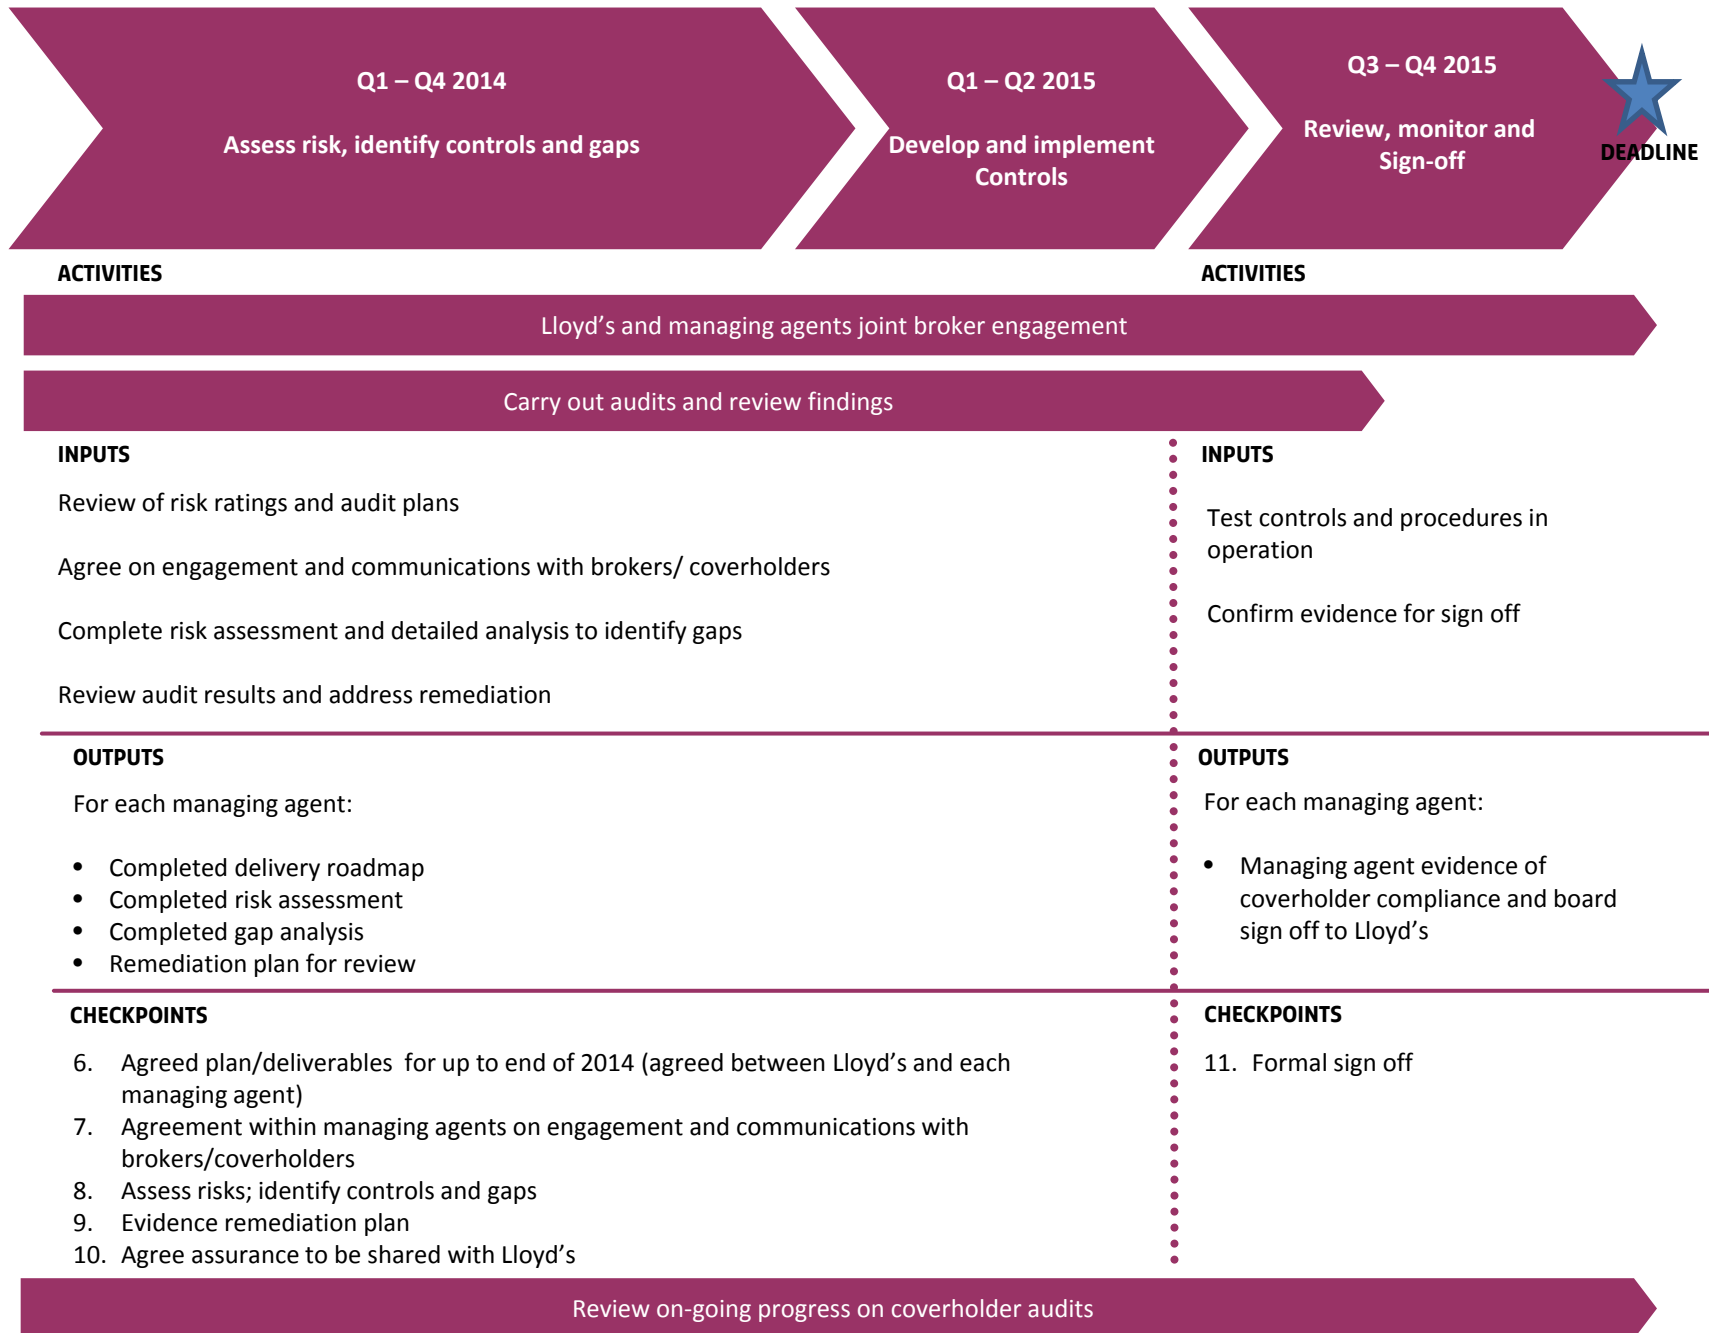 Q1 – Q4 2014
Assess risk, identify controls and gaps
Q1 – Q2 2015
Develop and implement
Controls
Q3 – Q4 2015
Review, monitor and
Sign-off
DEADLINE
ACTIVITIES
ACTIVITIES
Lloyd’s and managing agents joint broker engagement
Carry out audits and review findings
INPUTS
Review of risk ratings and audit plans
Agree on engagement and communications with brokers/ coverholders
Complete risk assessment and detailed analysis to identify gaps
Review audit results and address remediation
INPUTS
Test controls and procedures in
operation
Confirm evidence for sign off
OUTPUTS
For each managing agent:
• Completed delivery roadmap
• Completed risk assessment
• Completed gap analysis
• Remediation plan for review
OUTPUTS
For each managing agent:
• Managing agent evidence of
coverholder compliance and board
sign off to Lloyd’s
CHECKPOINTS
6. Agreed plan/deliverables for up to end of 2014 (agreed between Lloyd’s and each
managing agent)
7. Agreement within managing agents on engagement and communications with
brokers/coverholders
8. Assess risks; identify controls and gaps
9. Evidence remediation plan
10. Agree assurance to be shared with Lloyd’s
CHECKPOINTS
11. Formal sign off
Review on-going progress on coverholder audits